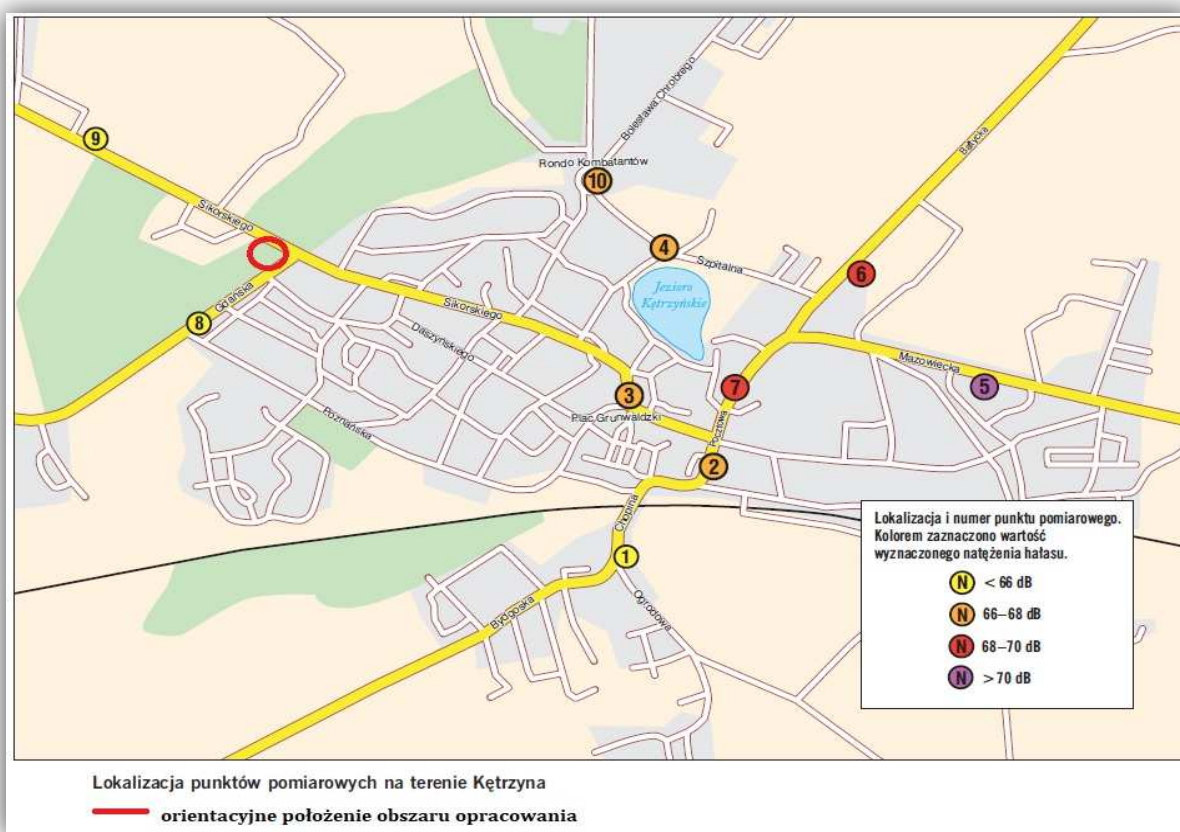 Bolesława Chrobrego
Bałtycka
9
Rondo Kombatantów
10
Sikorskiego
4
Szpitalna
6
Jezioro
Kętrzyńskie
Gdańska
8
Sikorskiego
Daszyńskiego
Mazowiecka
5
7
3
Plac Grunwaldzki
Pocztowa
Poznańska
2
Chopina
1
Bydgoska
Ogrodowa
Lokalizacja i numer punktu pomiarowego.
Kolorem zaznaczono wartość
wyznaczonego natężenia hałasu.
N < 66 dB
N 66–68 dB
N 68–70 dB
N > 70 dB
Lokalizacja punktów pomiarowych na terenie Kętrzyna
orientacyjne położenie obszaru opracowania